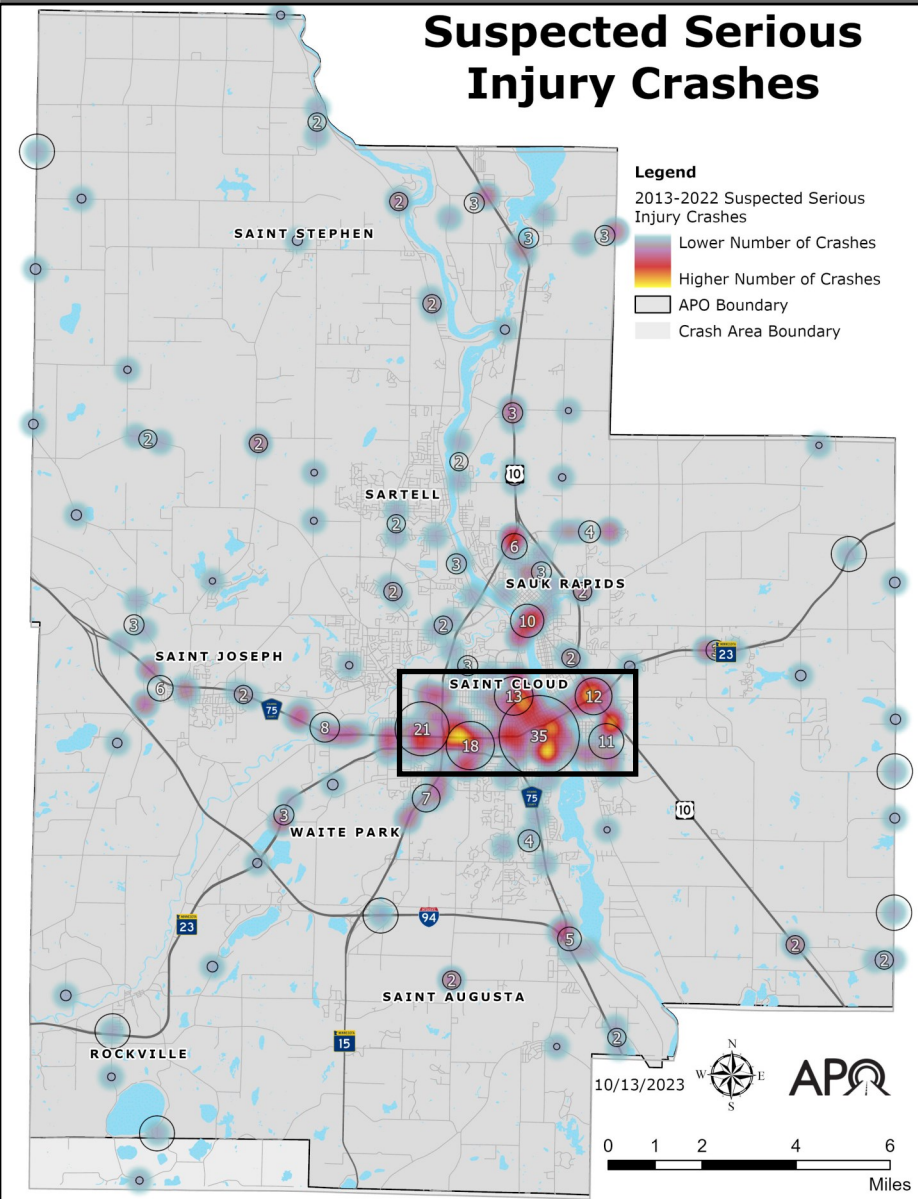 Suspected Serious
Injury Crashes
Legend
2013-2022 Suspected Serious
Injury Crashes
Lower Number of Crashes
Higher Number of Crashes
APO Boundary
Crash Area Boundary
2
2
3
SAINT STEPHEN
3
3
2
3
2
2
2
10
SARTELL
2
4
6
3
3
SAUK RAPIDS
2
2
10
3
2
SAINT JOSEPH
2
3
23
6
2
SAINT CLOUD
13
12
75
8
21
18
35
11
7
75
3
10
WAITE PARK
4
94
23
5
2
2
2
SAINT AUGUSTA
15
2
ROCKVILLE
10/13/2023
N
W
E
S
APO
0
1
2
4
6
Miles